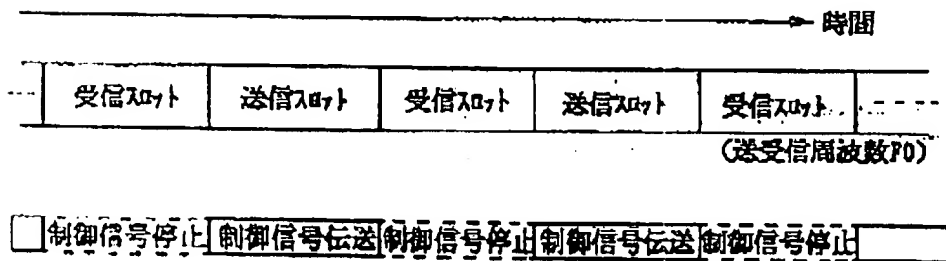 時間
受信スロット 送信スロット 受信スロット 送信スロット 受信スロット
(送受信周波数F0)
制御信号停止 制御信号伝送 制御信号停止 制御信号伝送 制御信号停止